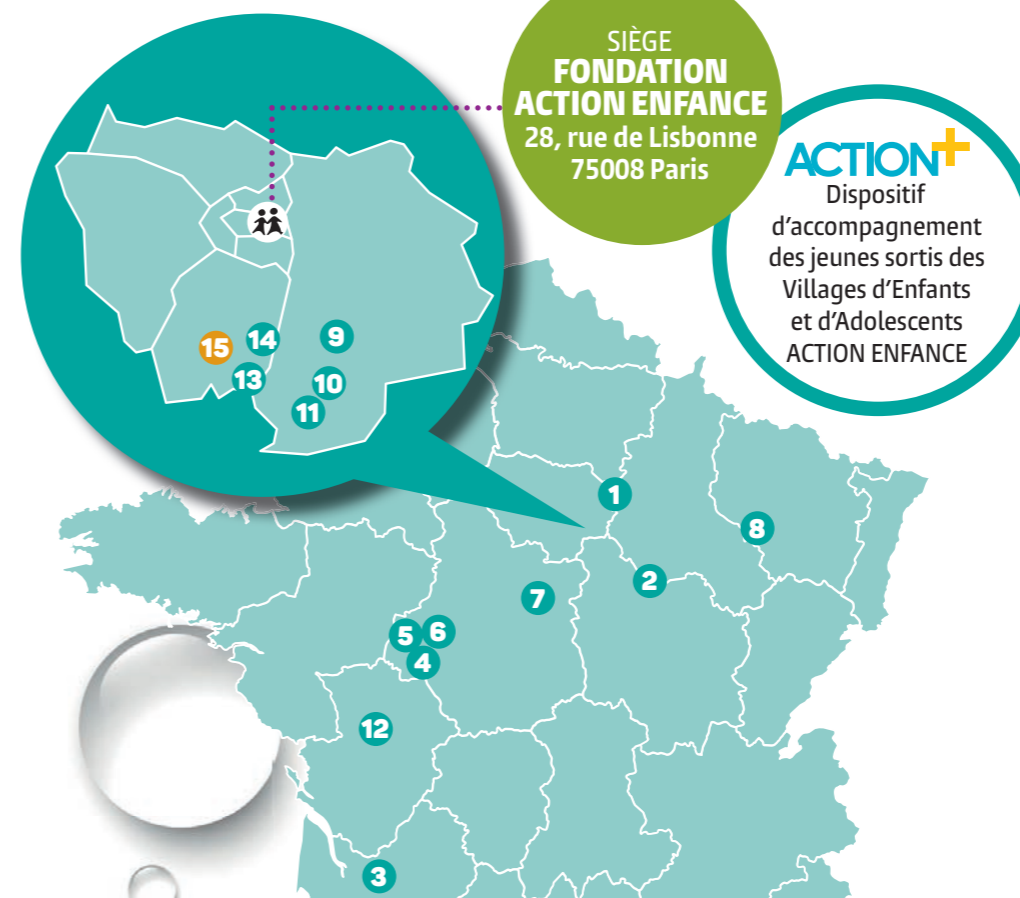 SIÈGE
FONDATION
ACTION ENFANCE
28, rue de Lisbonne
75008 Paris
ACTION+
Dispositif
d'accompagnement
des jeunes sortis des
Villages d'Enfants
et d'Adolescents
ACTION ENFANCE
15
14
9
13
10
11
1
8
2
7
5
6
4
12
3